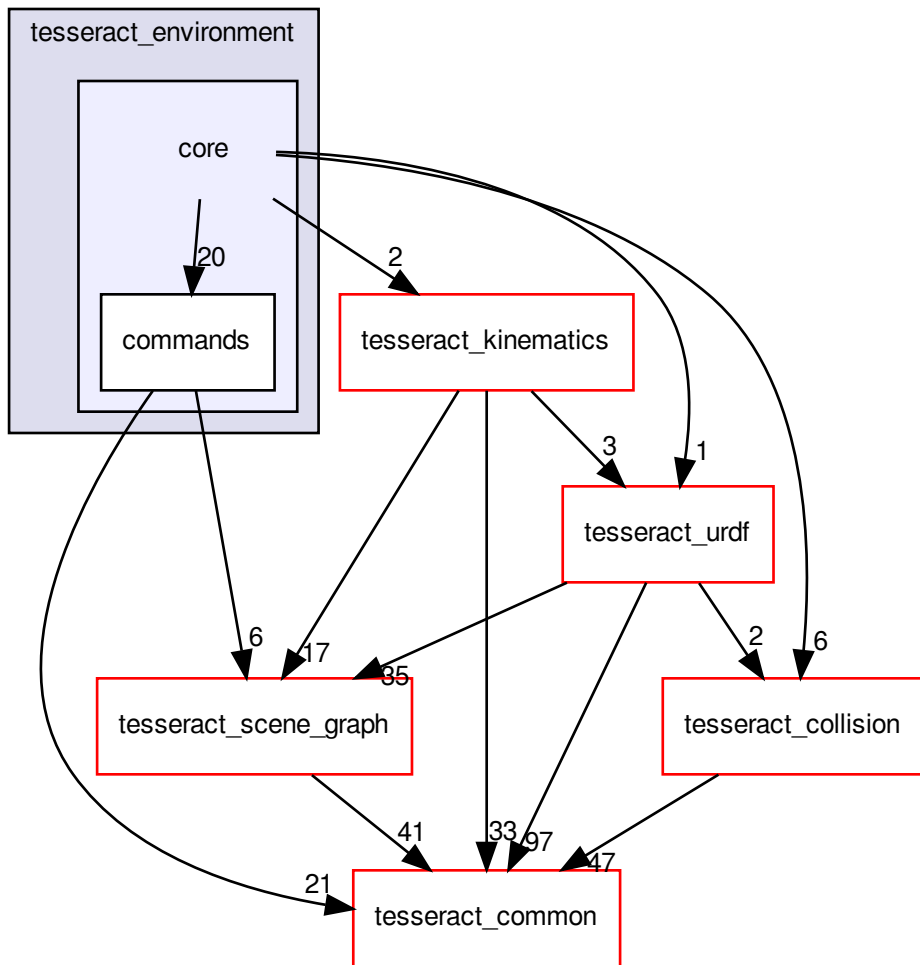 tesseract_environment
core
20
2
commands
tesseract_kinematics
3
1
tesseract_urdf
6
17
35
2
6
tesseract_scene_graph
tesseract_collision
41
33
97
47
21
tesseract_common